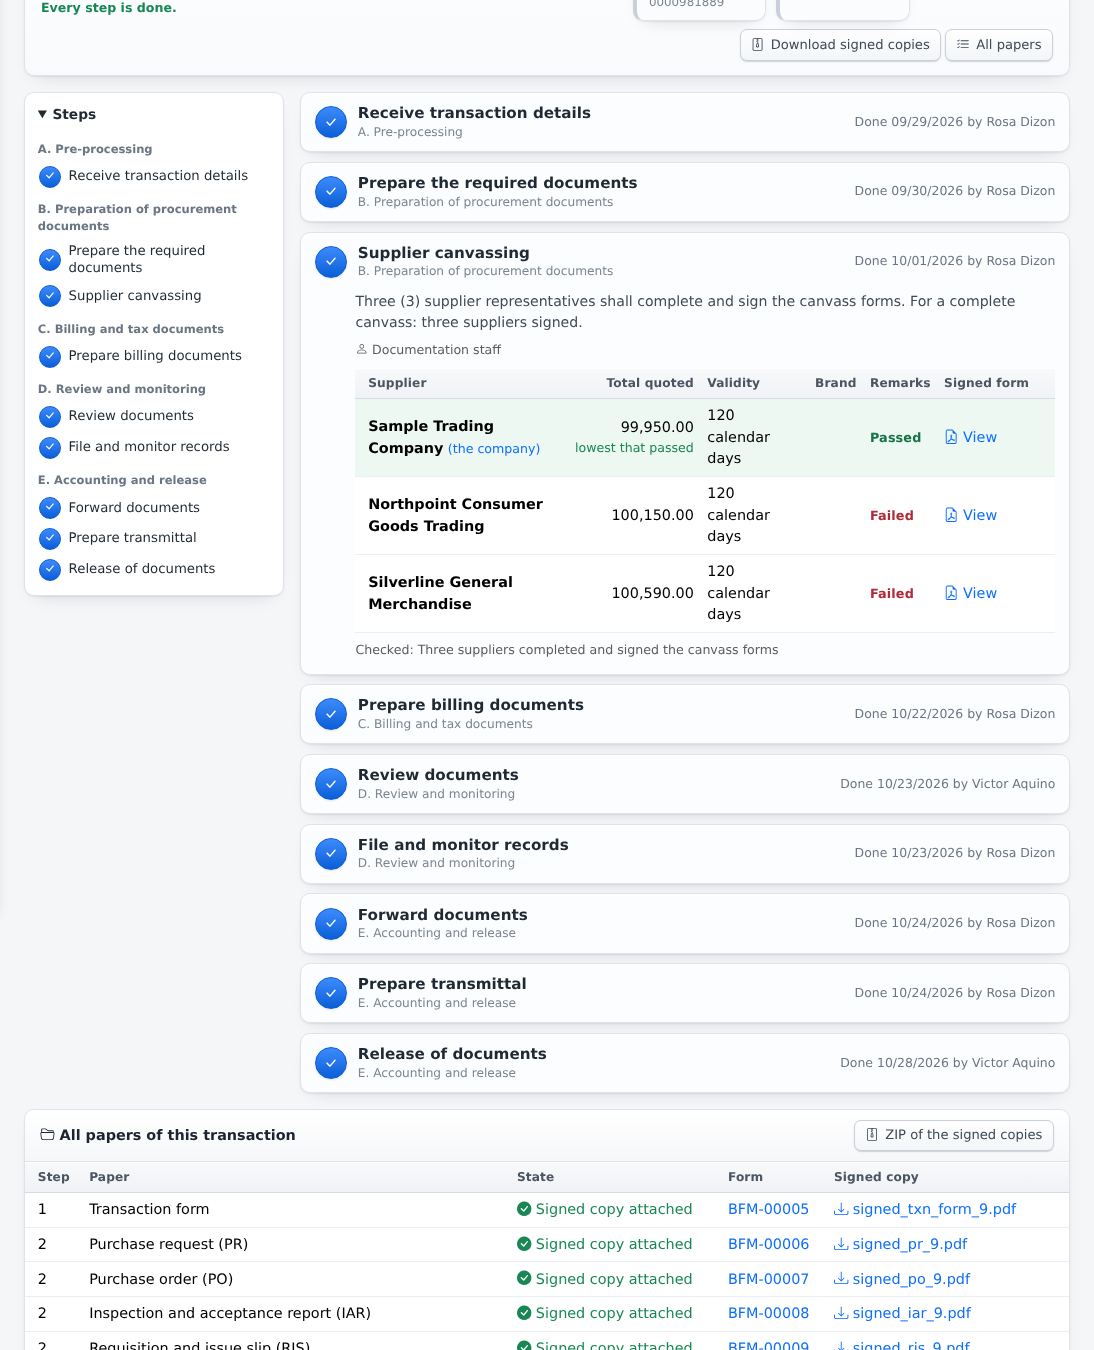 Every step is done.
0000981889
Download signed copies
All papers
▼ Steps
A. Pre-processing
Receive transaction details
B. Preparation of procurement
documents
Prepare the required
documents
Supplier canvassing
C. Billing and tax documents
Prepare billing documents
D. Review and monitoring
Review documents
File and monitor records
E. Accounting and release
Forward documents
Prepare transmittal
Release of documents
Receive transaction details
A. Pre-processing
Done 09/29/2026 by Rosa Dizon
Prepare the required documents
B. Preparation of procurement documents
Done 09/30/2026 by Rosa Dizon
Supplier canvassing
B. Preparation of procurement documents
Done 10/01/2026 by Rosa Dizon
Three (3) supplier representatives shall complete and sign the canvass forms. For a complete
canvass: three suppliers signed.
Documentation staff
Supplier Total quoted Validity Brand Remarks Signed form
Sample Trading
Company (the company)
99,950.00
lowest that passed
120
calendar
days
Passed
View
Northpoint Consumer
Goods Trading
100,150.00
120
calendar
days
Failed
View
Silverline General
Merchandise
100,590.00
120
calendar
days
Failed
View
Checked: Three suppliers completed and signed the canvass forms
Prepare billing documents
C. Billing and tax documents
Done 10/22/2026 by Rosa Dizon
Review documents
D. Review and monitoring
Done 10/23/2026 by Victor Aquino
File and monitor records
D. Review and monitoring
Done 10/23/2026 by Rosa Dizon
Forward documents
E. Accounting and release
Done 10/24/2026 by Rosa Dizon
Prepare transmittal
E. Accounting and release
Done 10/24/2026 by Rosa Dizon
Release of documents
E. Accounting and release
Done 10/28/2026 by Victor Aquino
All papers of this transaction
ZIP of the signed copies
Step Paper State Form Signed copy
1 Transaction form Signed copy attached BFM-00005 signed_txn_form_9.pdf
2 Purchase request (PR) Signed copy attached BFM-00006 signed_pr_9.pdf
2 Purchase order (PO) Signed copy attached BFM-00007 signed_po_9.pdf
2 Inspection and acceptance report (IAR) Signed copy attached BFM-00008 signed_iar_9.pdf
2 Requisition and issue slip (RIS) Signed copy attached BFM-00009 signed_ris_9.pdf